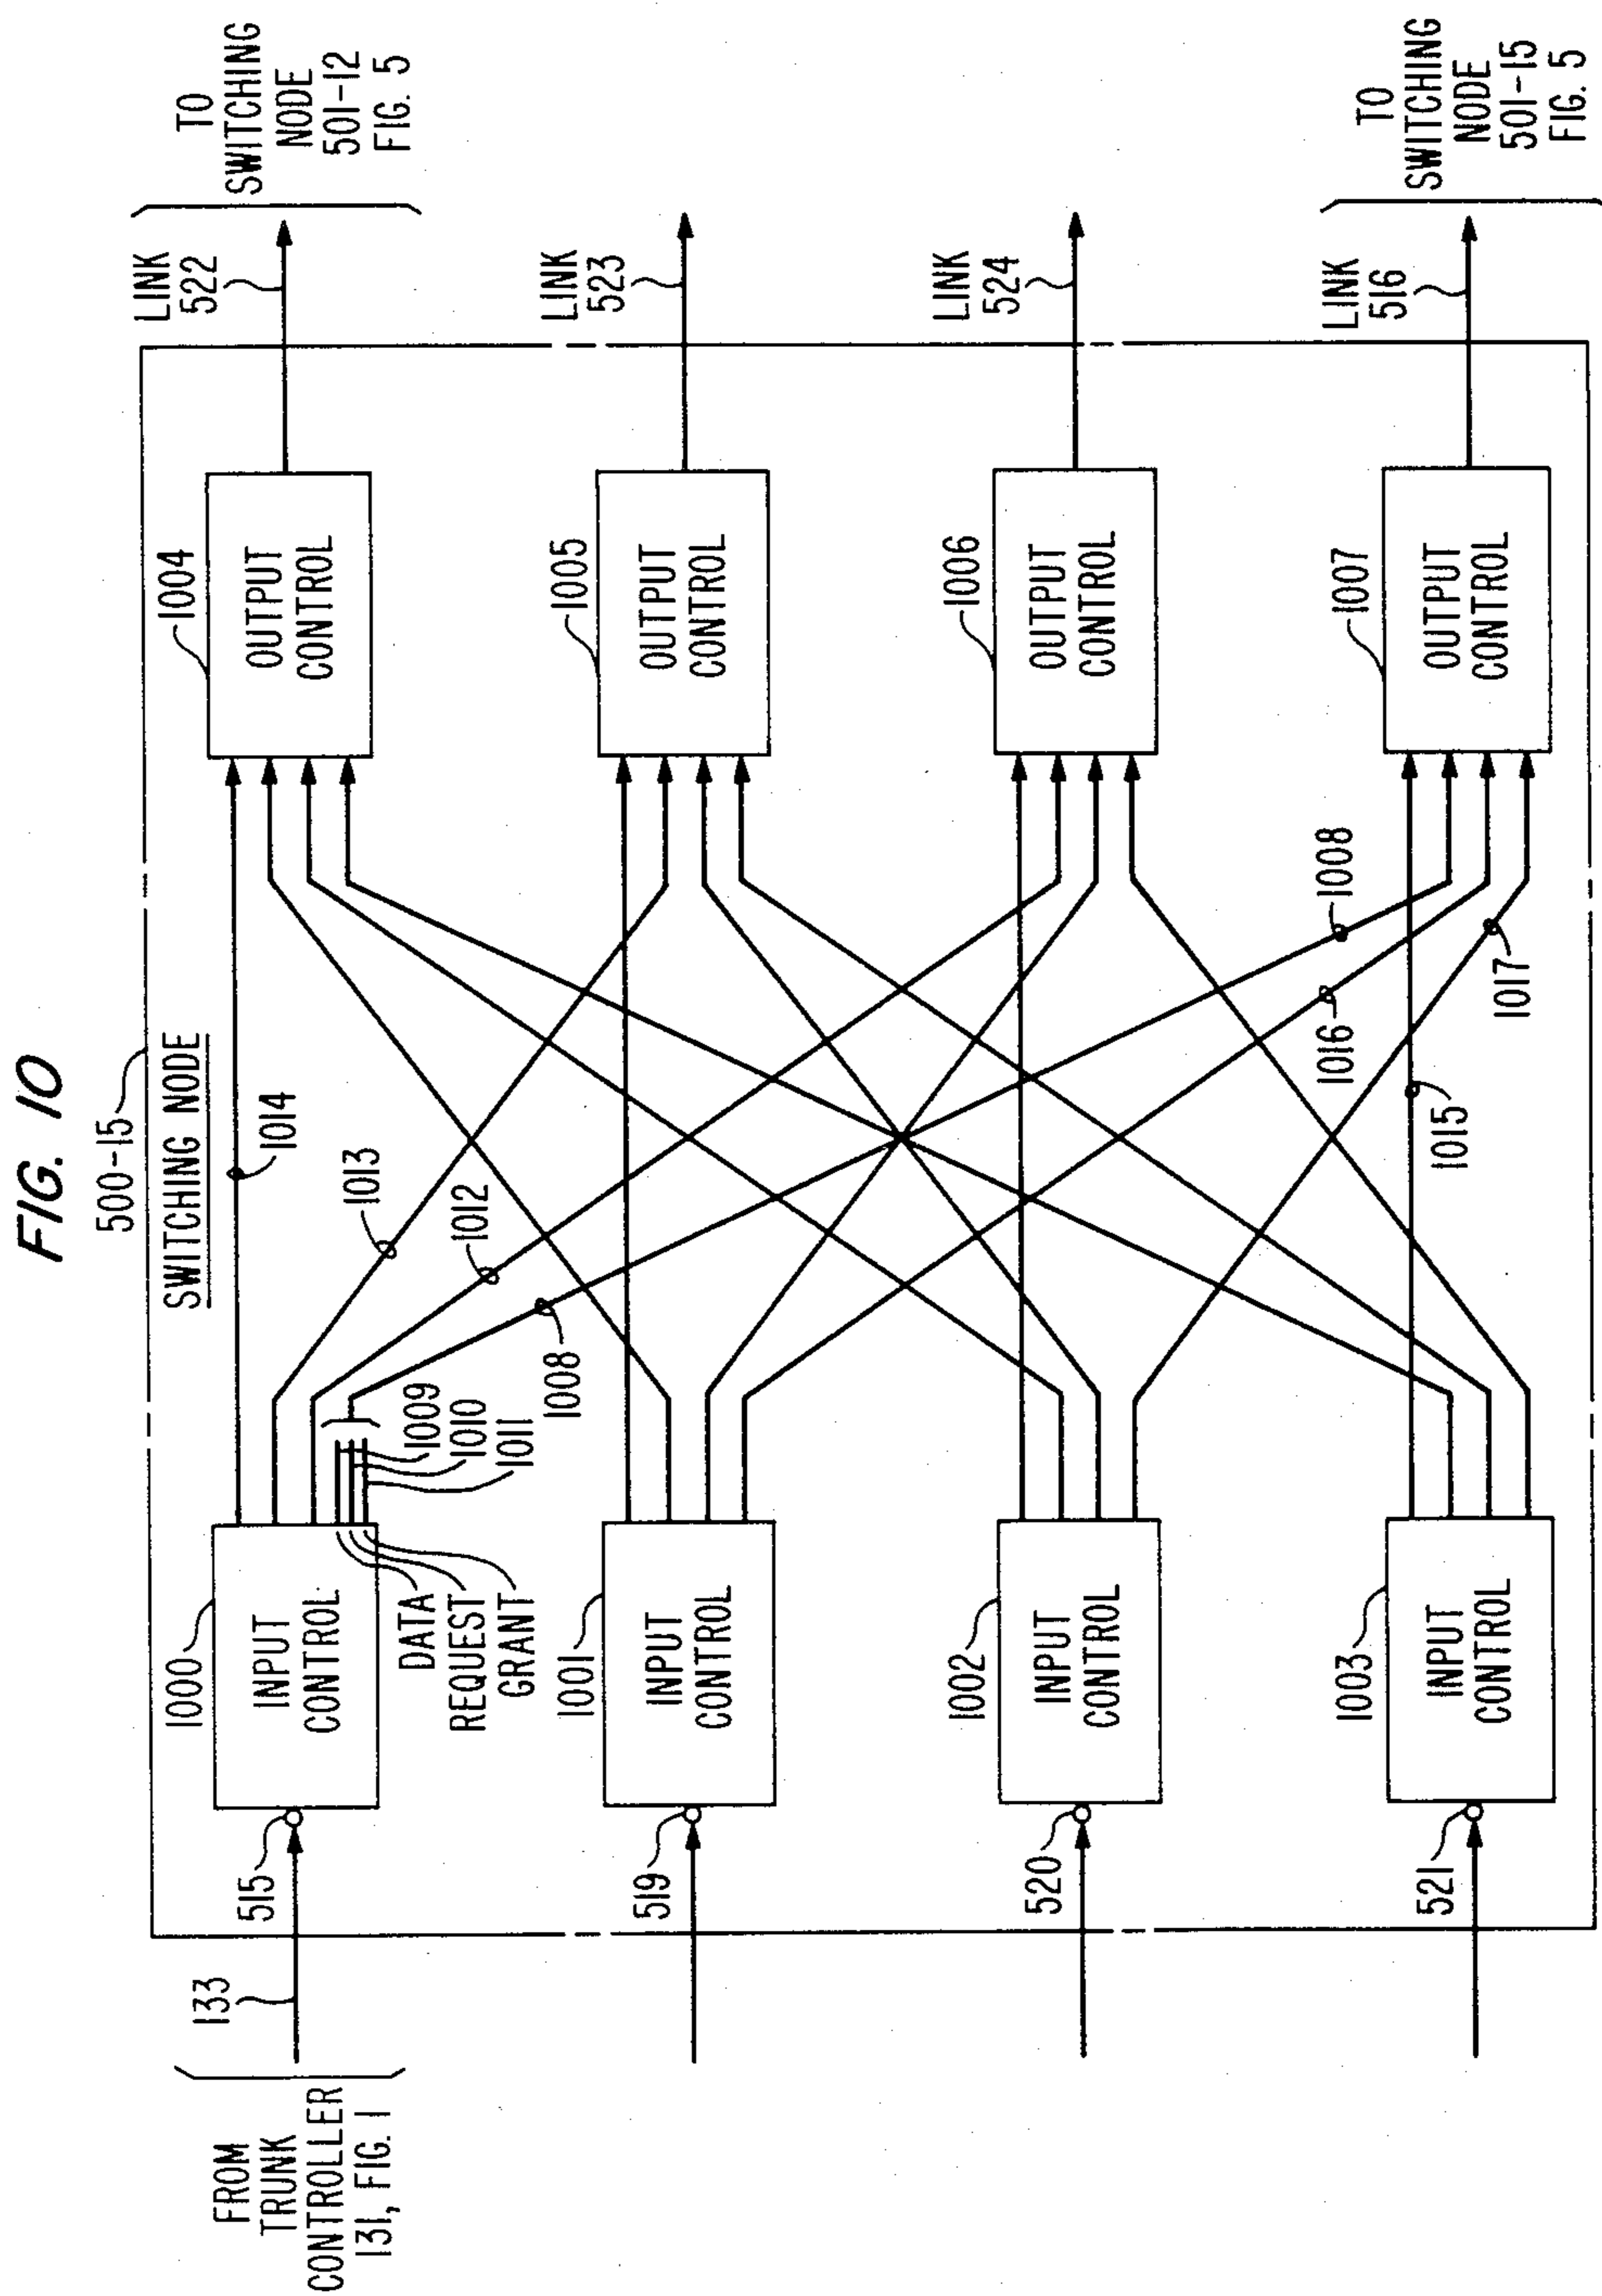 FIG. 10
500-15
SWITCHING NODE
FROM
TRUNK
CONTROLLER
131, FIG. 1
133
515
1000
INPUT
CONTROL
DATA
REQUEST
GRANT
1009
1010
1011
1014
1013
1012
1008
1004
OUTPUT
CONTROL
LINK
522
TO
SWITCHING
NODE
501-12
FIG. 5
519
1001
INPUT
CONTROL
1005
OUTPUT
CONTROL
LINK
523
520
1002
INPUT
CONTROL
1006
OUTPUT
CONTROL
LINK
524
521
1003
INPUT
CONTROL
1015
1016
1008
1017
1007
OUTPUT
CONTROL
LINK
516
TO
SWITCHING
NODE
501-15
FIG. 5